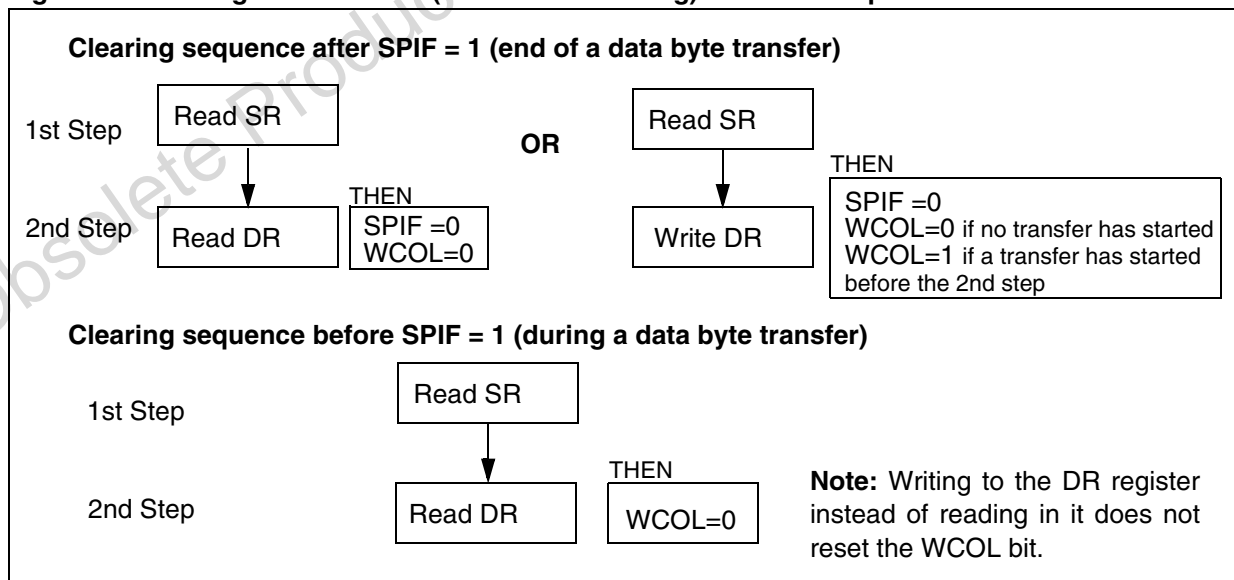 Clearing sequence after SPIF = 1 (end of a data byte transfer)
1st Step
Read SR
OR
Read SR
2nd Step
Read DR
THEN
SPIF =0
WCOL=0
Write DR
THEN
SPIF =0
WCOL=0 if no transfer has started
WCOL=1 if a transfer has started
before the 2nd step
Clearing sequence before SPIF = 1 (during a data byte transfer)
1st Step
Read SR
2nd Step
Read DR
THEN
WCOL=0
Note: Writing to the DR register
instead of reading in it does not
reset the WCOL bit.